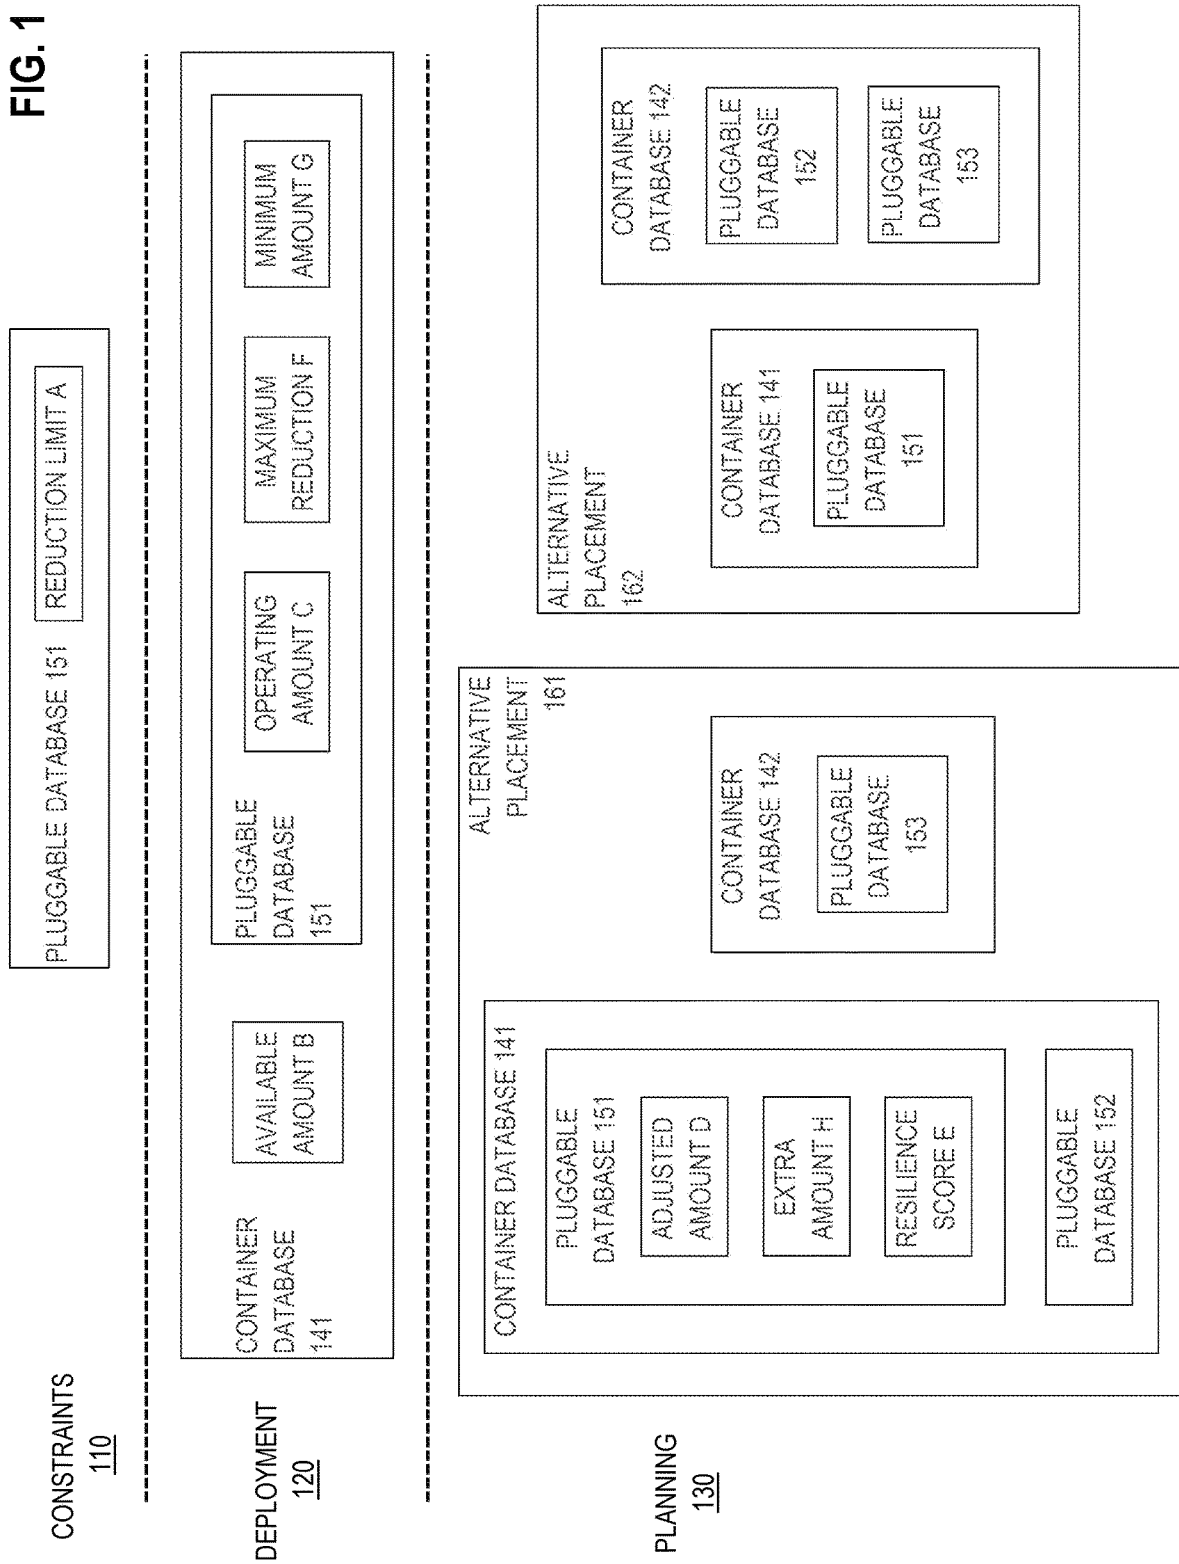 FIG. 1
CONSTRAINTS
110
PLUGGABLE DATABASE 151
REDUCTION LIMIT A
DEPLOYMENT
120
CONTAINER
DATABASE
141
AVAILABLE
AMOUNT B
PLUGGABLE
DATABASE
151
OPERATING
AMOUNT C
MAXIMUM
REDUCTION F
MINIMUM
AMOUNT G
PLANNING
130
ALTERNATIVE
PLACEMENT
161
CONTAINER DATABASE 141
PLUGGABLE
DATABASE 151
ADJUSTED
AMOUNT D
EXTRA
AMOUNT H
RESILIENCE
SCORE E
PLUGGABLE
DATABASE 152
CONTAINER
DATABASE 142
PLUGGABLE
DATABASE
153
ALTERNATIVE
PLACEMENT
162
CONTAINER
DATABASE 141
PLUGGABLE
DATABASE
151
CONTAINER
DATABASE 142
PLUGGABLE
DATABASE
152
PLUGGABLE
DATABASE
153